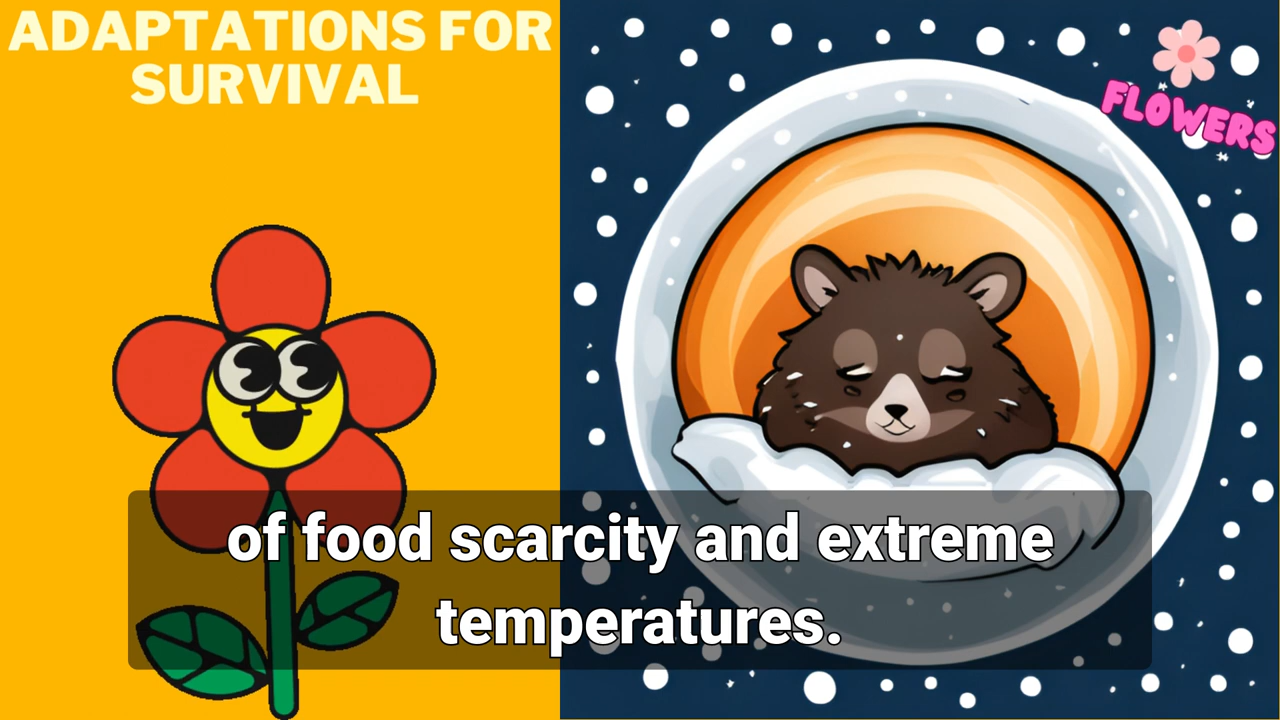 ADAPTATIONS FOR
SURVIVAL
FLOWERS
of food scarcity and extreme
temperatures.